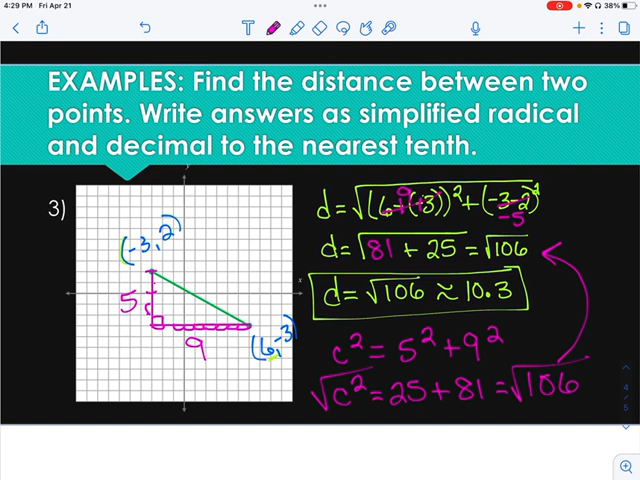 4:29 PM Fri Apr 21
38%
EXAMPLES: Find the distance between two
points. Write answers as simplified radical
and decimal to the nearest tenth.
3)
(-3, 2)
5
9
(6, -3)
x
d = √(6 - (-3))² + (-3 - 2)²
9
-5
d = √81 + 25 = √106
d = √106 ≈ 10.3
c² = 5² + 9²
√c² = 25 + 81 = √106
4
/
5